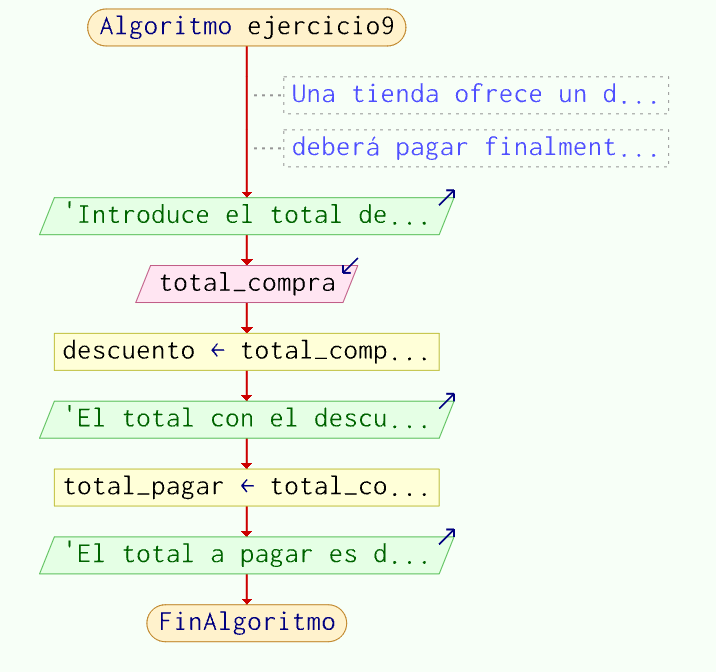 Algoritmo ejercicio9
Una tienda ofrece un d...
deberá pagar finalment...
'Introduce el total de...
total_compra
descuento ← total_comp...
'El total con el descu...
total_pagar ← total_co...
'El total a pagar es d...
FinAlgoritmo